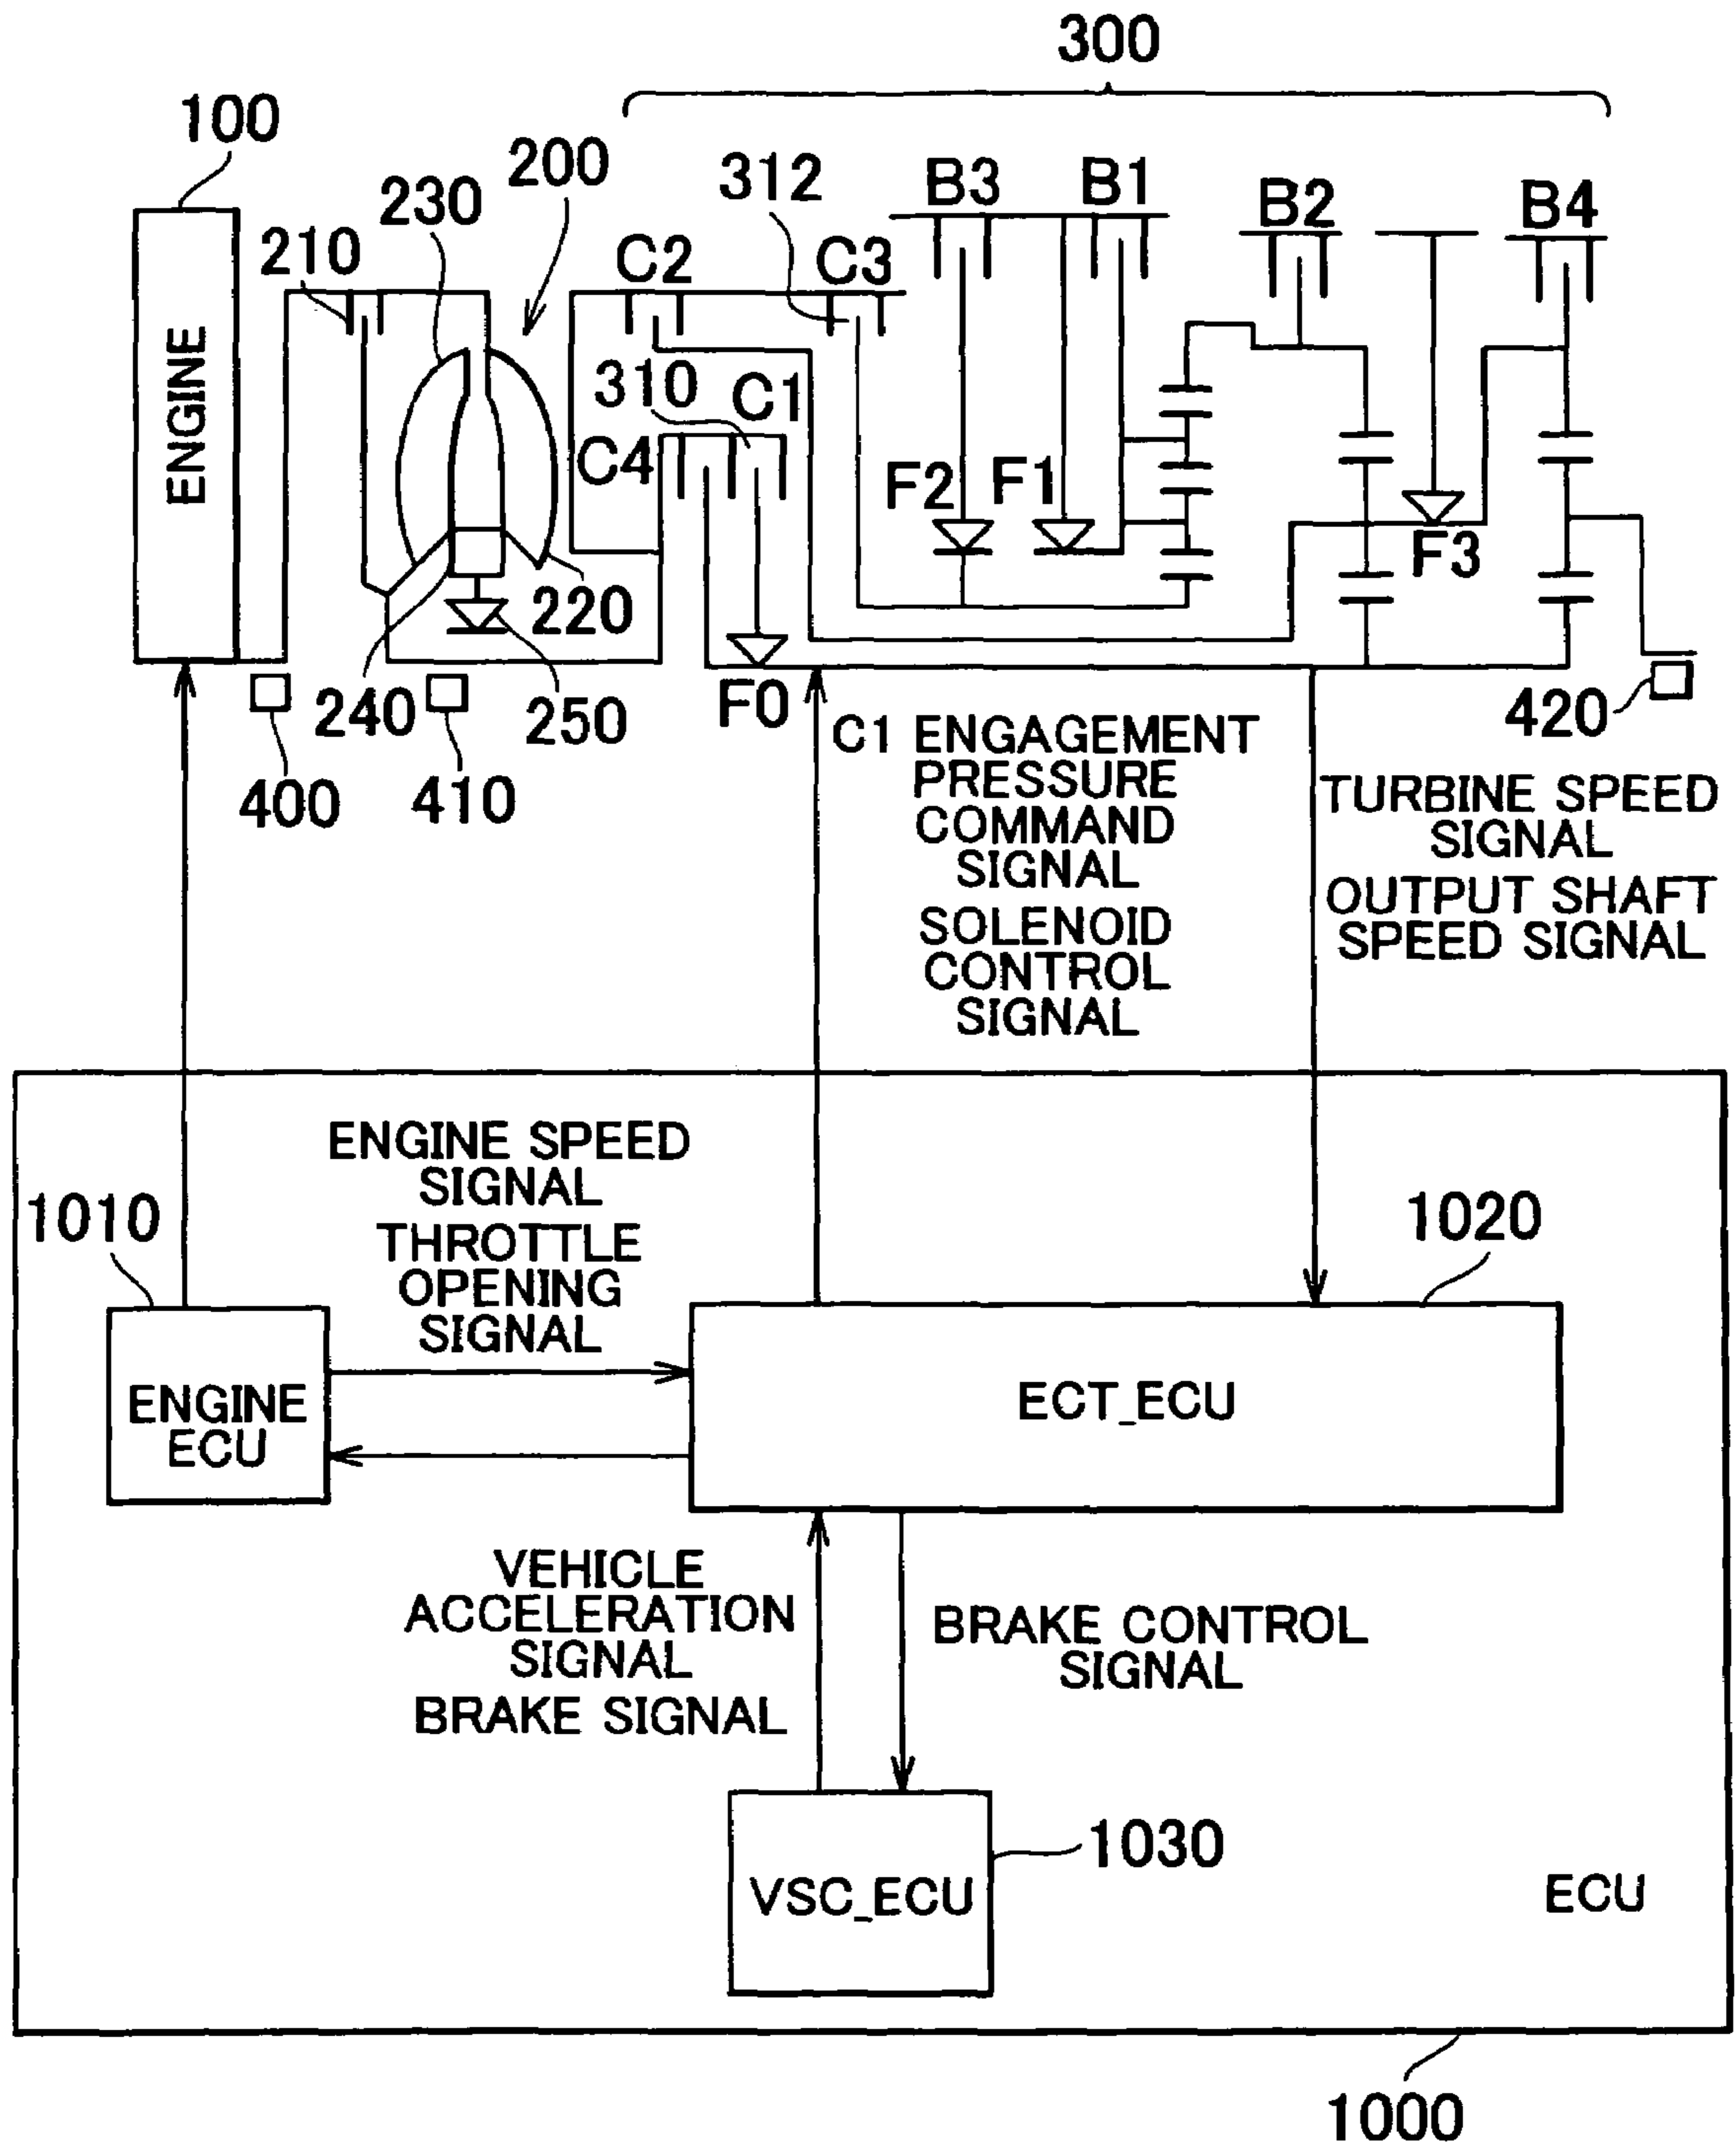 300
100
200
312
B3
B1
B2
B4
230
210
C2
C3
310
C1
C4
F2
F1
F3
ENGINE
220
240
250
F0
420
400
410
C1 ENGAGEMENT
PRESSURE
COMMAND
SIGNAL
SOLENOID
CONTROL
SIGNAL
TURBINE SPEED
SIGNAL
OUTPUT SHAFT
SPEED SIGNAL
ENGINE SPEED
SIGNAL
THROTTLE
OPENING
SIGNAL
1010
1020
ENGINE
ECU
ECT_ECU
VEHICLE
ACCELERATION
SIGNAL
BRAKE SIGNAL
BRAKE CONTROL
SIGNAL
1030
VSC_ECU
ECU
1000